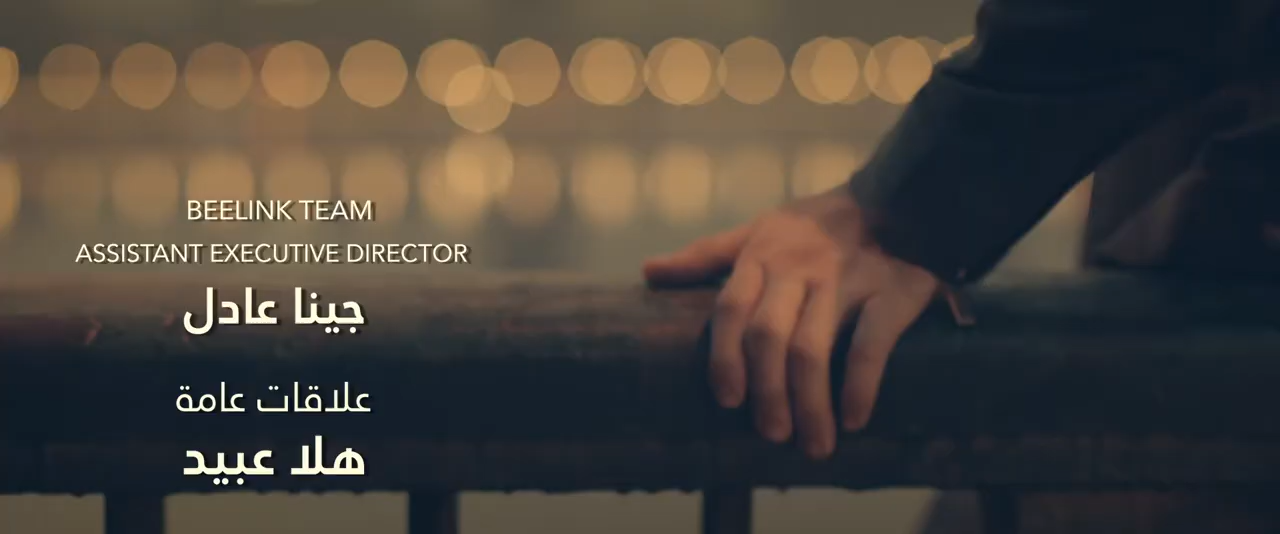 BEELINK TEAM
ASSISTANT EXECUTIVE DIRECTOR
جينا عادل
علاقات عامة
هلا عبيد